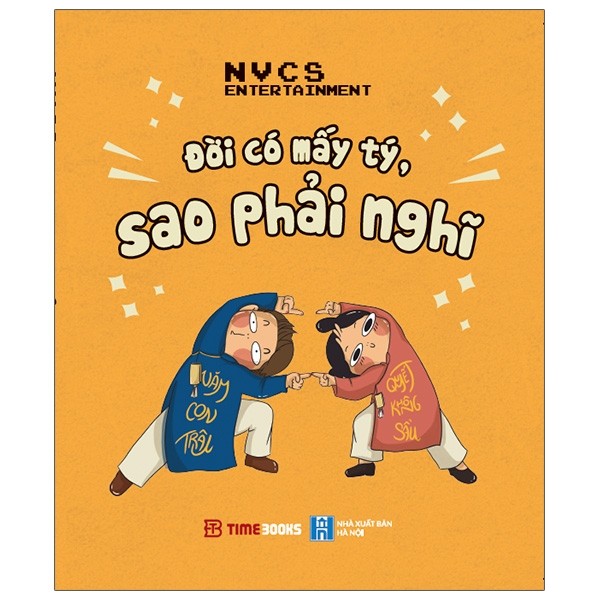 NVCS
ENTERTAINMENT
Đời có mấy tý,
sao phải nghĩ
NĂM
CON
TRÂU
QUYẾT
KHÔNG
SẦU
TIMEBOOKS
NHÀ XUẤT BẢN
HÀ NỘI